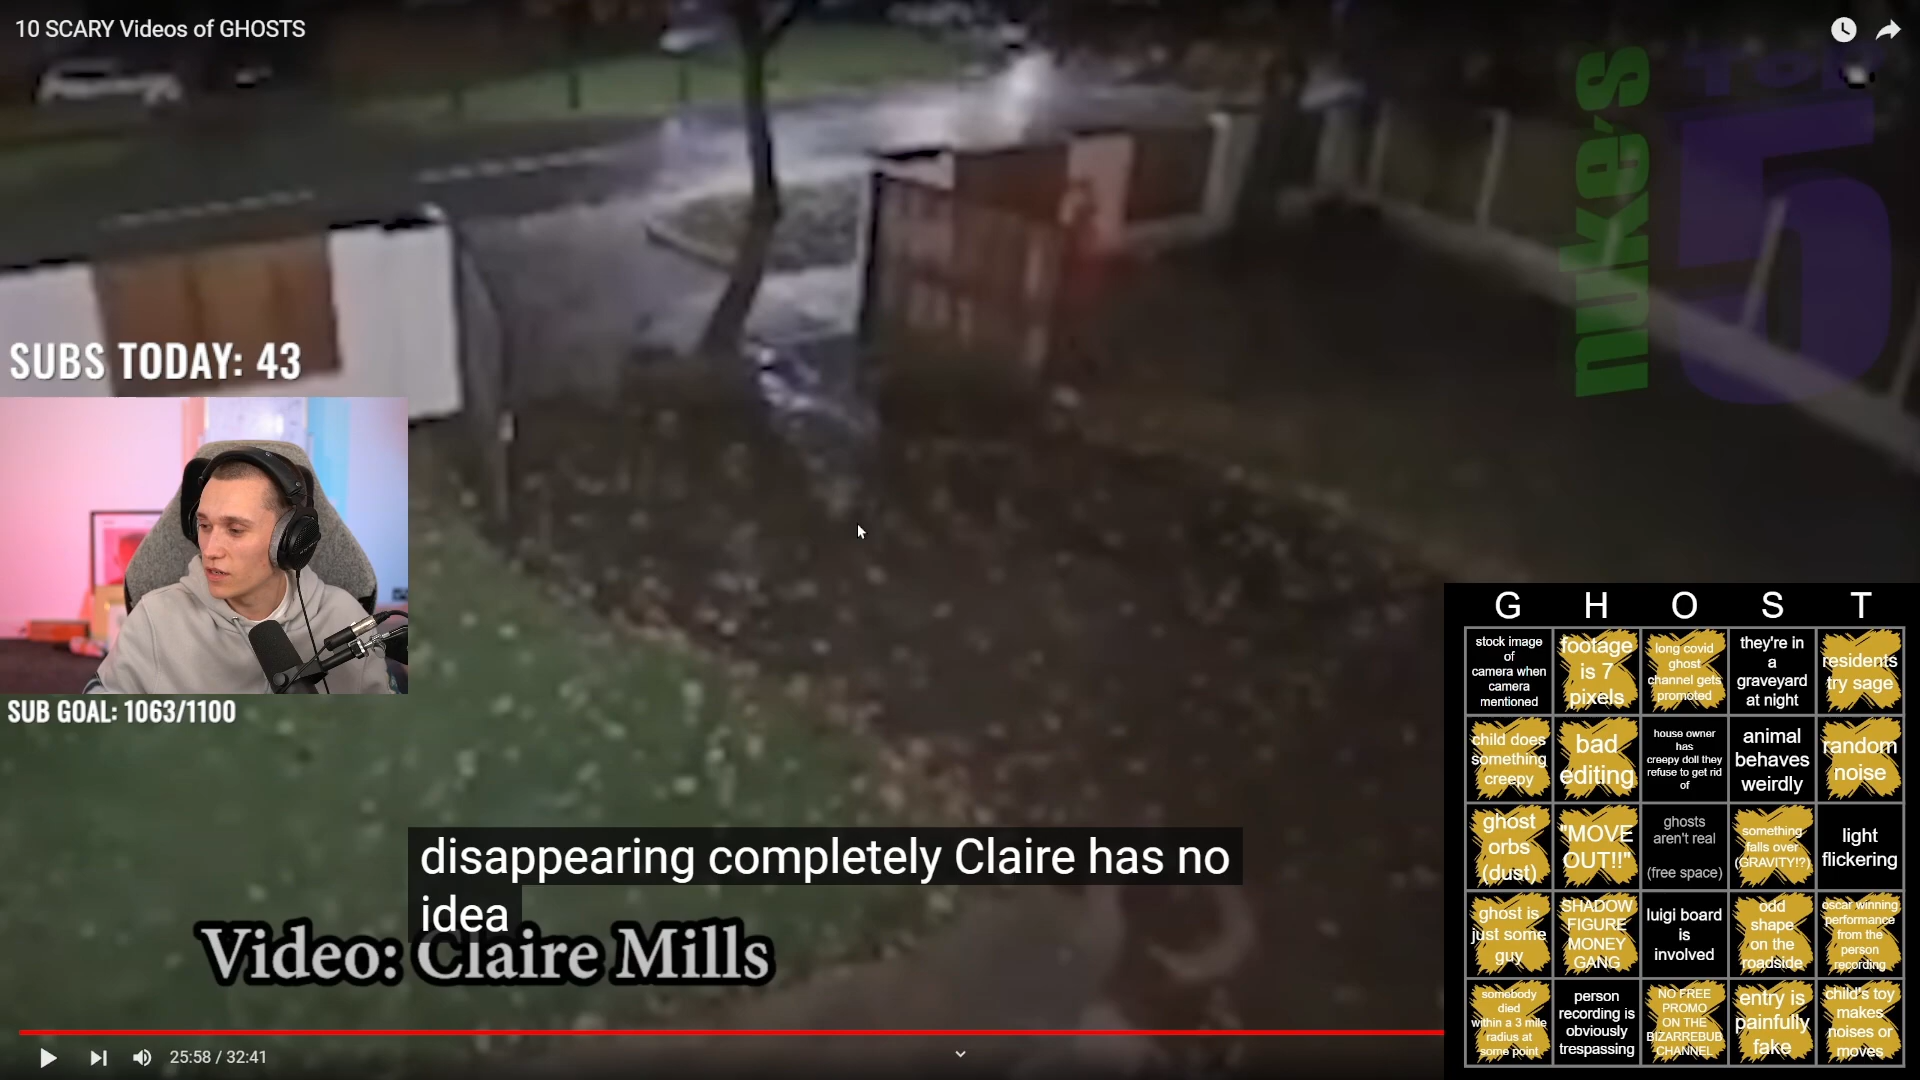 10 SCARY Videos of GHOSTS
nuke's
TOP
5
SUBS TODAY: 43
SUB GOAL: 1063/1100
disappearing completely Claire has no
idea
Video: Claire Mills
25:58 / 32:41
G H O S T
stock image
of
camera when
camera
mentioned
footage
is 7
pixels
long covid
ghost
channel gets
promoted
they're in
a
graveyard
at night
residents
try sage
child does
something
creepy
bad
editing
house owner
has
creepy doll they
refuse to get rid
of
animal
behaves
weirdly
random
noise
ghost
orbs
(dust)
"MOVE
OUT!!"
ghosts
aren't real
(free space)
something
falls over
(GRAVITY!?)
light
flickering
ghost is
just some
guy
SHADOW
FIGURE
MONEY
GANG
luigi board
is
involved
odd
shape
on the
roadside
oscar winning
performance
from the
person
recording
somebody
died
within a 3 mile
radius at
some point
person
recording is
obviously
trespassing
NO FREE
PROMO
ON THE
BIZARREBUB
CHANNEL
entry is
painfully
fake
child's toy
makes
noises or
moves